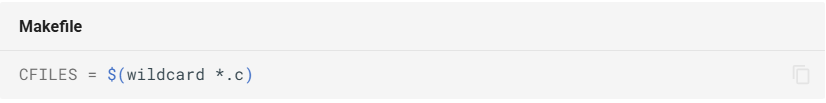 Makefile
CFILES = $(wildcard *.c)